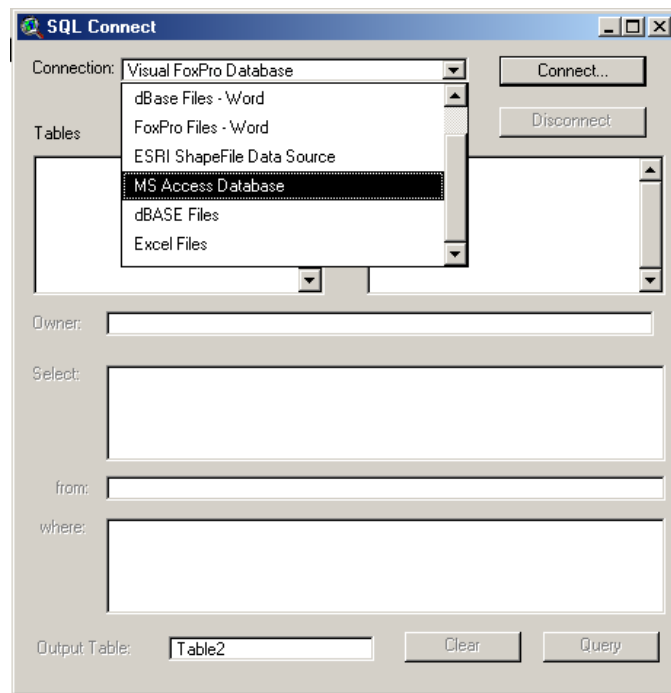 SQL Connect
Connection:
Visual FoxPro Database
Connect...
dBase Files - Word
FoxPro Files - Word
ESRI ShapeFile Data Source
MS Access Database
dBASE Files
Excel Files
Disconnect
Tables
Owner:
Select:
from:
where:
Output Table:
Table2
Clear
Query